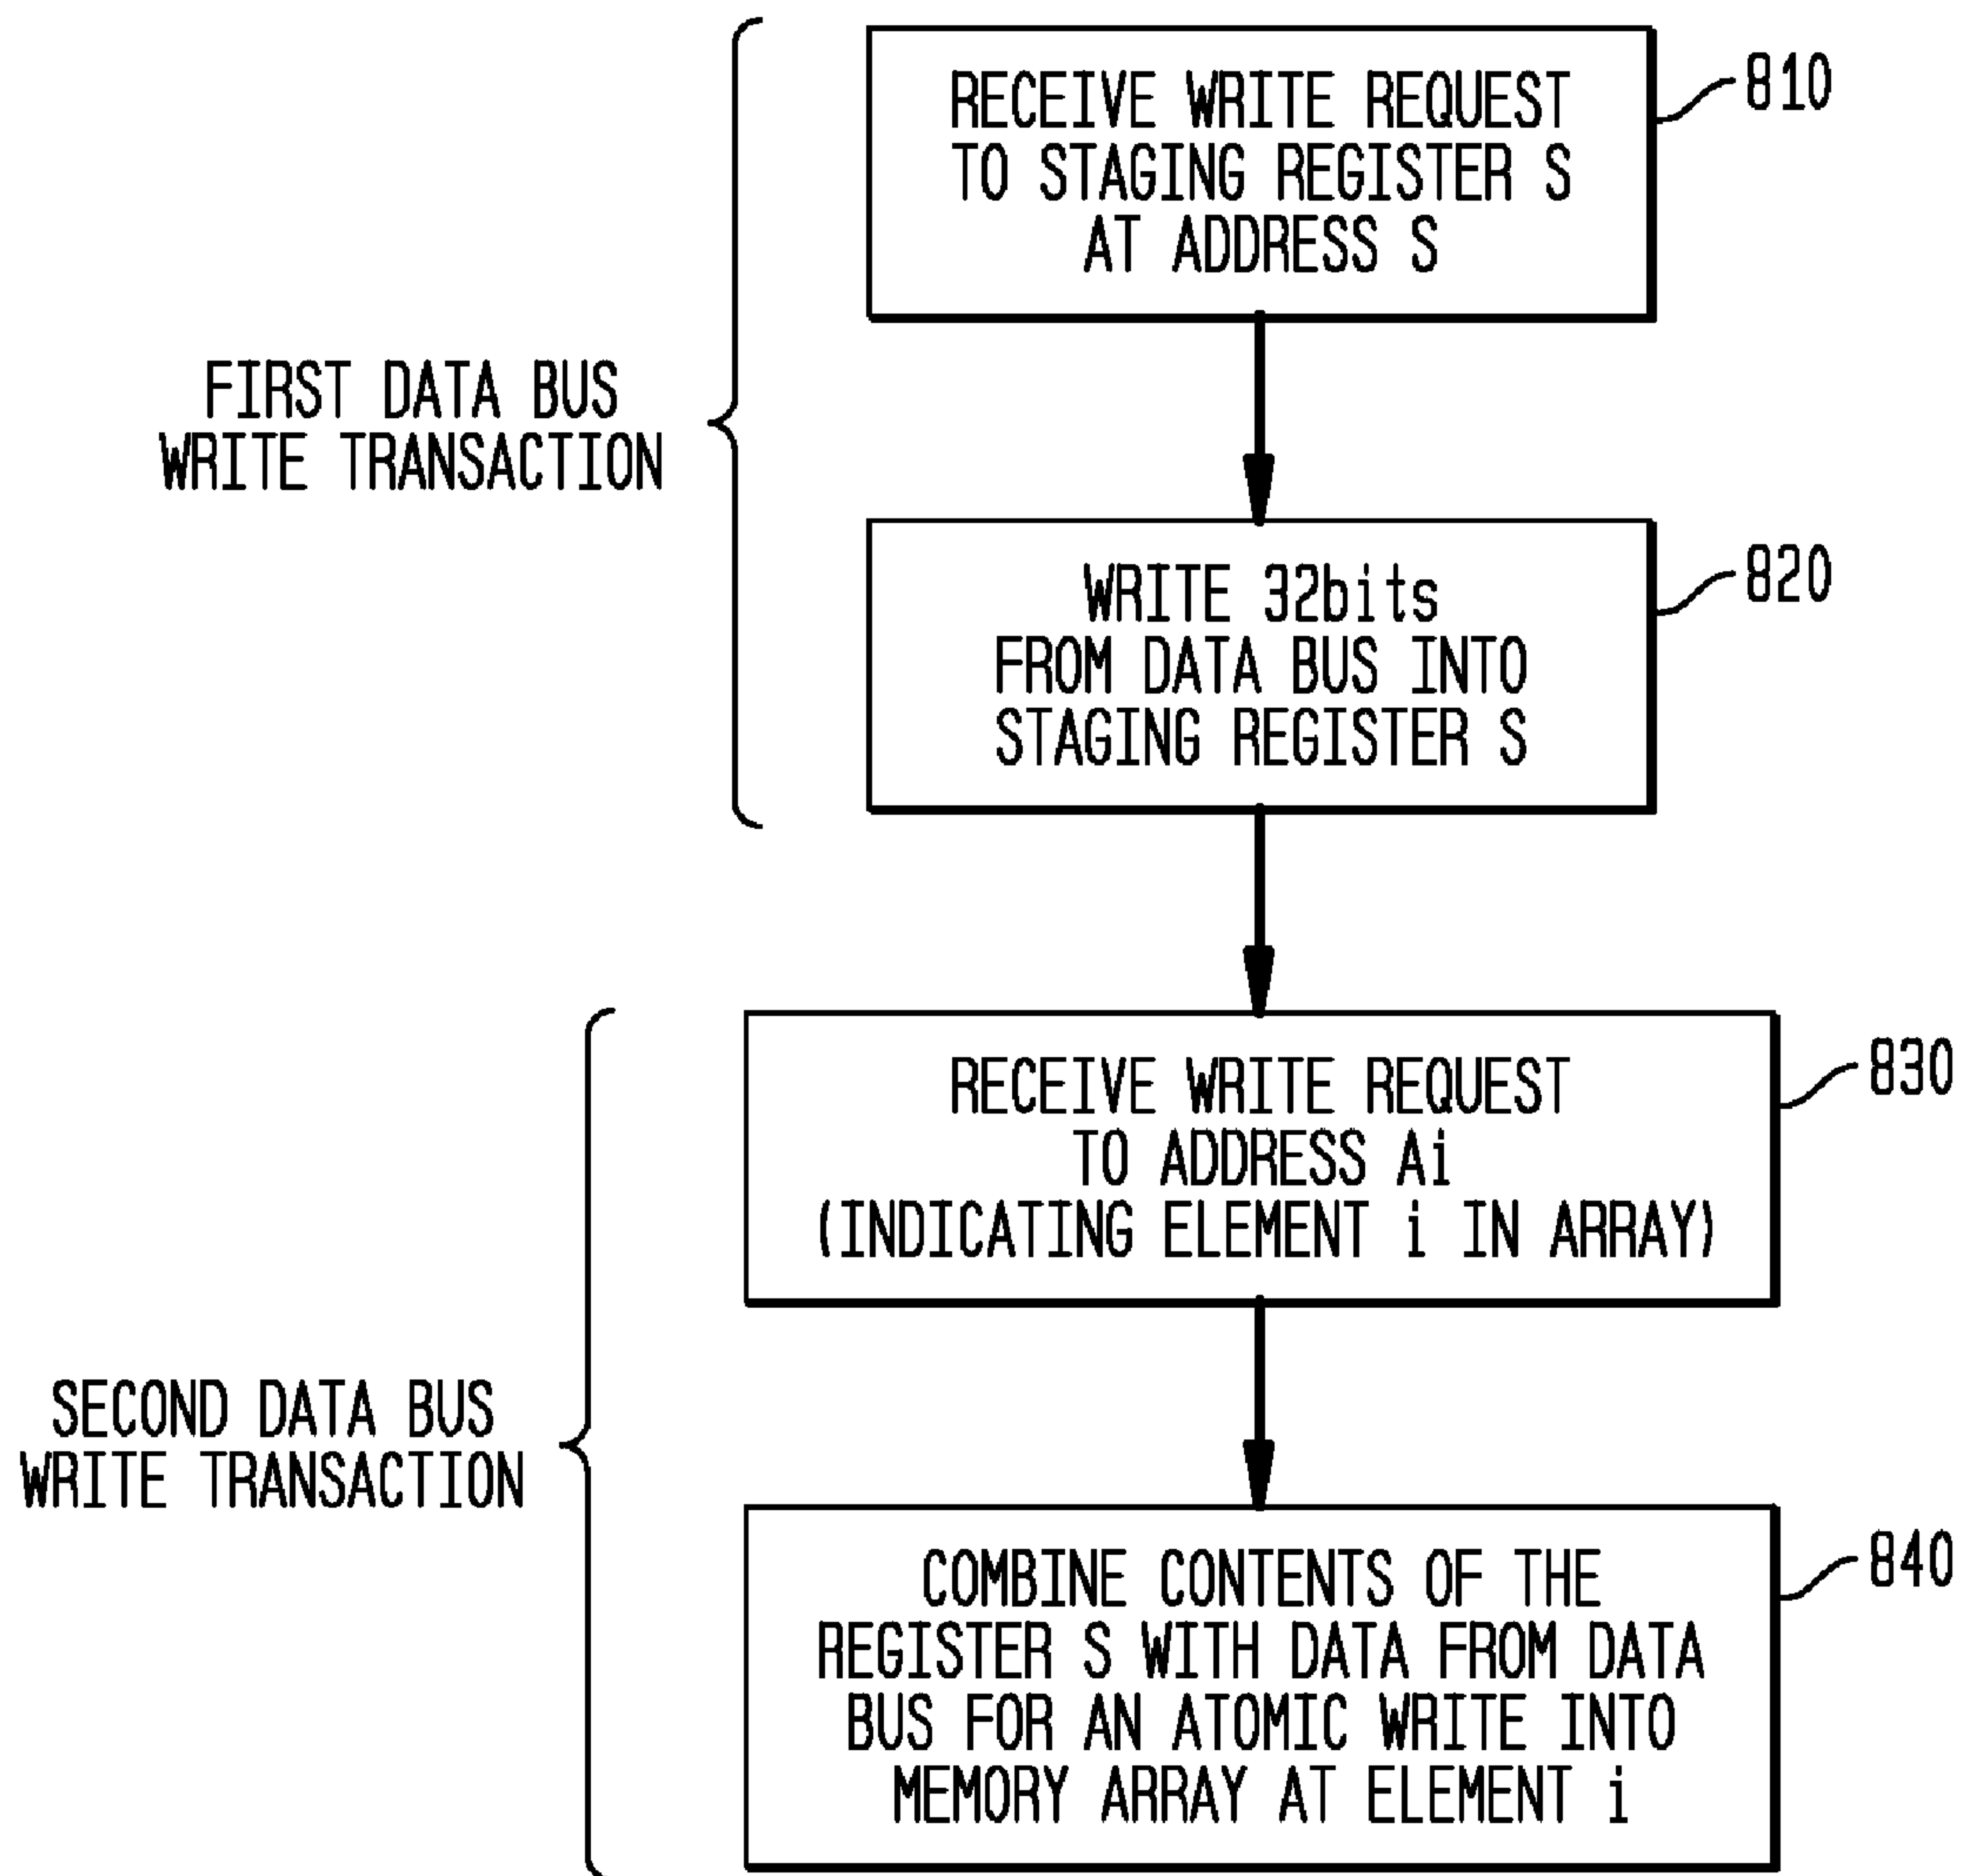 RECEIVE WRITE REQUEST
TO STAGING REGISTER S
AT ADDRESS S
810
FIRST DATA BUS
WRITE TRANSACTION
WRITE 32bits
FROM DATA BUS INTO
STAGING REGISTER S
820
RECEIVE WRITE REQUEST
TO ADDRESS Ai
(INDICATING ELEMENT i IN ARRAY)
830
SECOND DATA BUS
WRITE TRANSACTION
COMBINE CONTENTS OF THE
REGISTER S WITH DATA FROM DATA
BUS FOR AN ATOMIC WRITE INTO
MEMORY ARRAY AT ELEMENT i
840